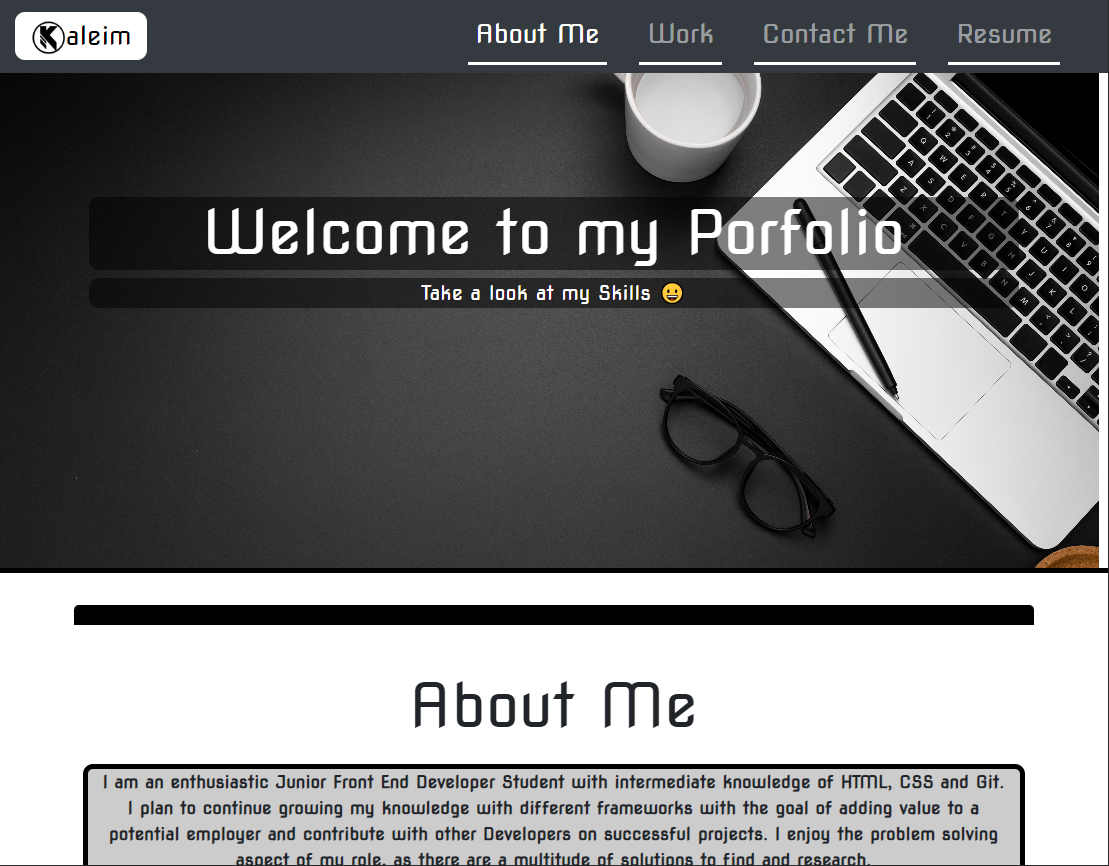 Kaleim
About Me Work Contact Me Resume
Welcome to my Porfolio
Take a look at my Skills 😀
About Me
I am an enthusiastic Junior Front End Developer Student with intermediate knowledge of HTML, CSS and Git.
I plan to continue growing my knowledge with different frameworks with the goal of adding value to a
potential employer and contribute with other Developers on successful projects. I enjoy the problem solving
aspect of my role, as there are a multitude of solutions to find and research.